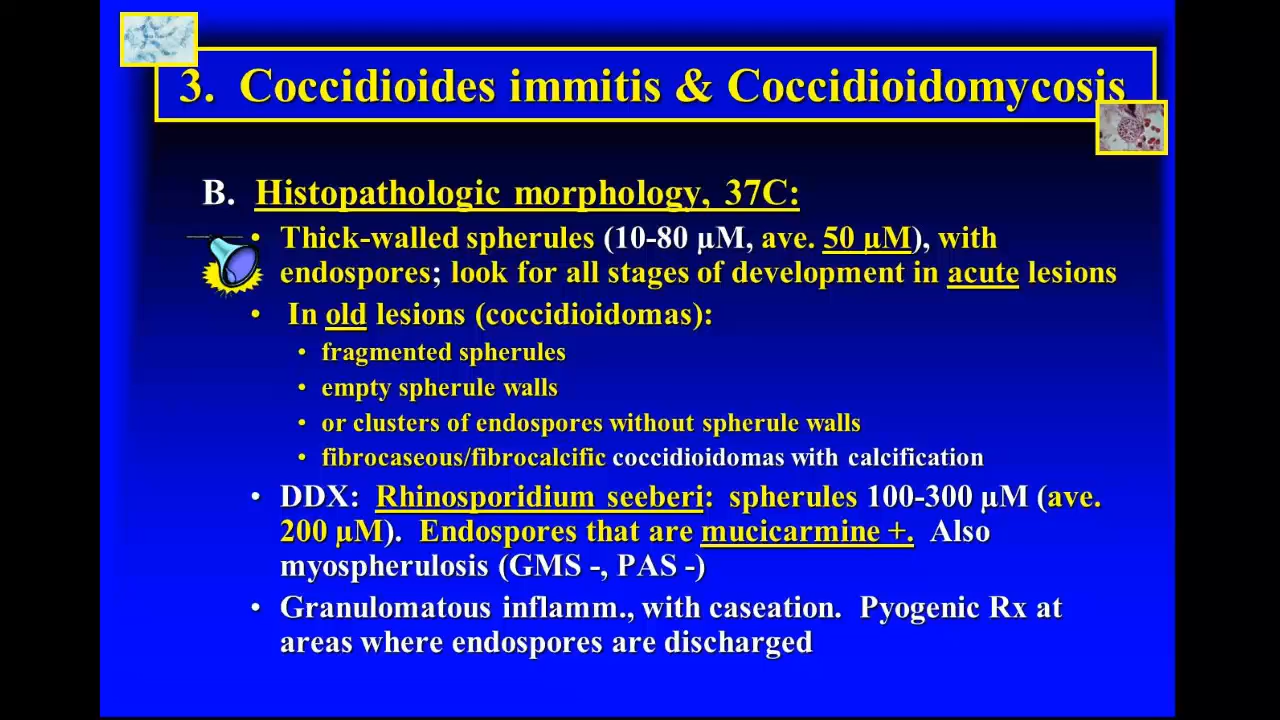 3. Coccidioides immitis & Coccidioidomycosis
B. Histopathologic morphology, 37C:
• Thick-walled spherules (10-80 µM, ave. 50 µM), with
endospores; look for all stages of development in acute lesions
• In old lesions (coccidioidomas):
• fragmented spherules
• empty spherule walls
• or clusters of endospores without spherule walls
• fibrocaseous/fibrocalcific coccidioidomas with calcification
• DDX: Rhinosporidium seeberi: spherules 100-300 µM (ave.
200 µM). Endospores that are mucicarmine +. Also
myospherulosis (GMS -, PAS -)
• Granulomatous inflamm., with caseation. Pyogenic Rx at
areas where endospores are discharged